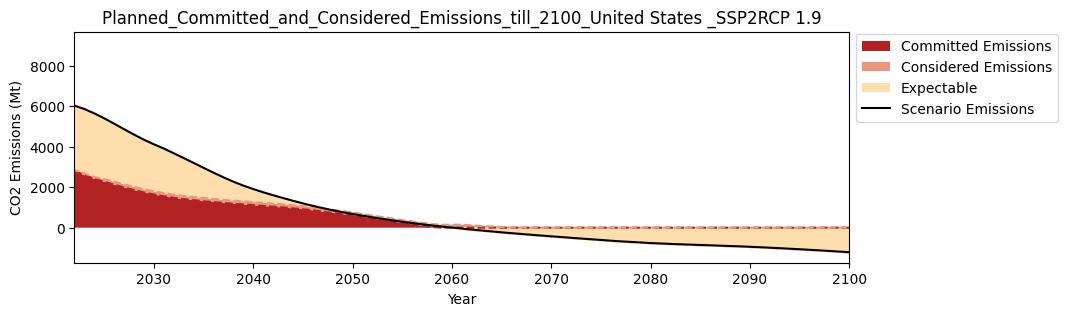 Planned_Committed_and_Considered_Emissions_till_2100_United States _SSP2RCP 1.9
Committed Emissions
Considered Emissions
Expectable
Scenario Emissions
CO2 Emissions (Mt)
8000
6000
4000
2000
0
2030
2040
2050
2060
2070
2080
2090
2100
Year